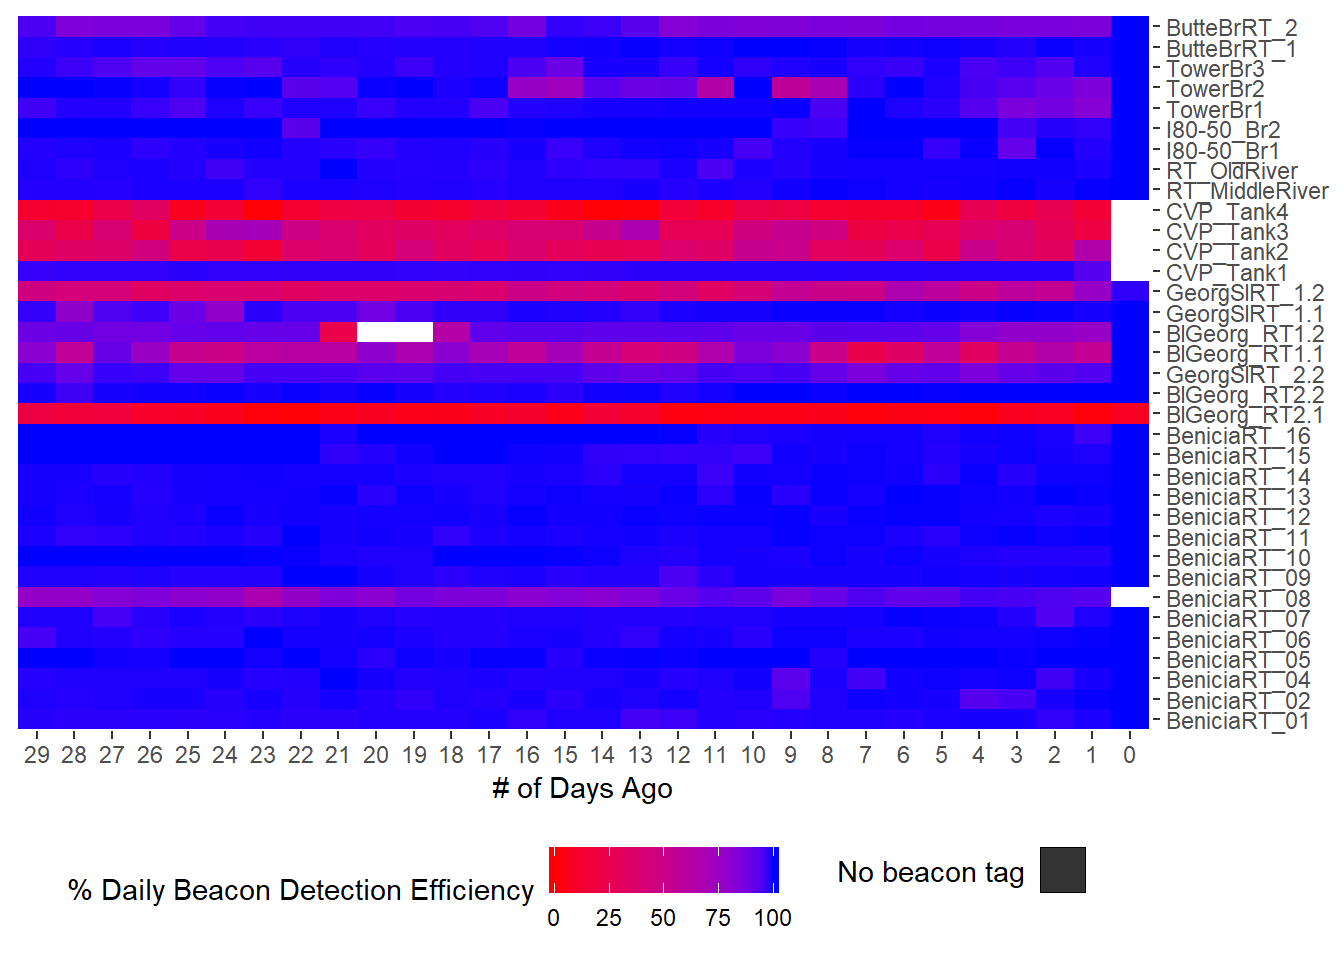 ButteBrRT_2
ButteBrRT_1
TowerBr3
TowerBr2
TowerBr1
I80-50_Br2
I80-50_Br1
RT_OldRiver
RT_MiddleRiver
CVP_Tank4
CVP_Tank3
CVP_Tank2
CVP_Tank1
GeorgSlRT_1.2
GeorgSlRT_1.1
BlGeorg_RT1.2
BlGeorg_RT1.1
GeorgSlRT_2.2
BlGeorg_RT2.2
BlGeorg_RT2.1
BeniciaRT_16
BeniciaRT_15
BeniciaRT_14
BeniciaRT_13
BeniciaRT_12
BeniciaRT_11
BeniciaRT_10
BeniciaRT_09
BeniciaRT_08
BeniciaRT_07
BeniciaRT_06
BeniciaRT_05
BeniciaRT_04
BeniciaRT_02
BeniciaRT_01
29 28 27 26 25 24 23 22 21 20 19 18 17 16 15 14 13 12 11 10 9 8 7 6 5 4 3 2 1 0
# of Days Ago
% Daily Beacon Detection Efficiency
0 25 50 75 100
No beacon tag